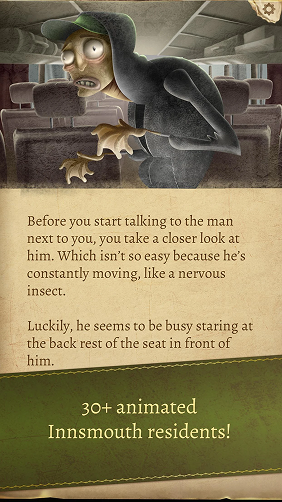 Before you start talking to the man
next to you, you take a closer look at
him. Which isn't so easy because he's
constantly moving, like a nervous
insect.
Luckily, he seems to be busy staring at
the back rest of the seat in front of
him.
30+ animated
Innsmouth residents!